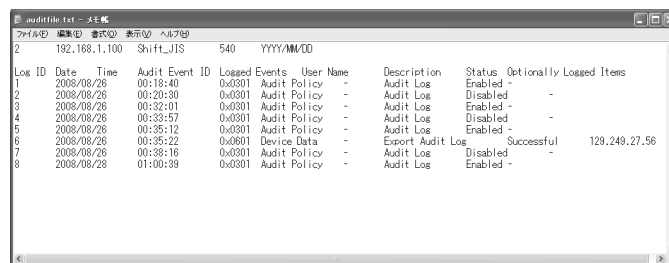 auditfile.txt - メモ帳
ファイル(F) 編集(E) 書式(O) 表示(V) ヘルプ(H)
2 192.168.1.100 Shift_JIS 540 YYYY/MM/DD
Log ID Date Time Audit Event ID Logged Events User Name Description Status Optionally Logged Items
1 2008/08/26 00:18:40 0x0301 Audit Policy - Audit Log Enabled -
2 2008/08/26 00:20:30 0x0301 Audit Policy - Audit Log Disabled -
3 2008/08/26 00:32:01 0x0301 Audit Policy - Audit Log Enabled -
4 2008/08/26 00:33:57 0x0301 Audit Policy - Audit Log Disabled -
5 2008/08/26 00:35:12 0x0301 Audit Policy - Audit Log Enabled -
6 2008/08/26 00:35:22 0x0601 Device Data - Export Audit Log Successful 129.249.27.56
7 2008/08/26 00:38:16 0x0301 Audit Policy - Audit Log Disabled -
8 2008/08/28 01:00:39 0x0301 Audit Policy - Audit Log Enabled -